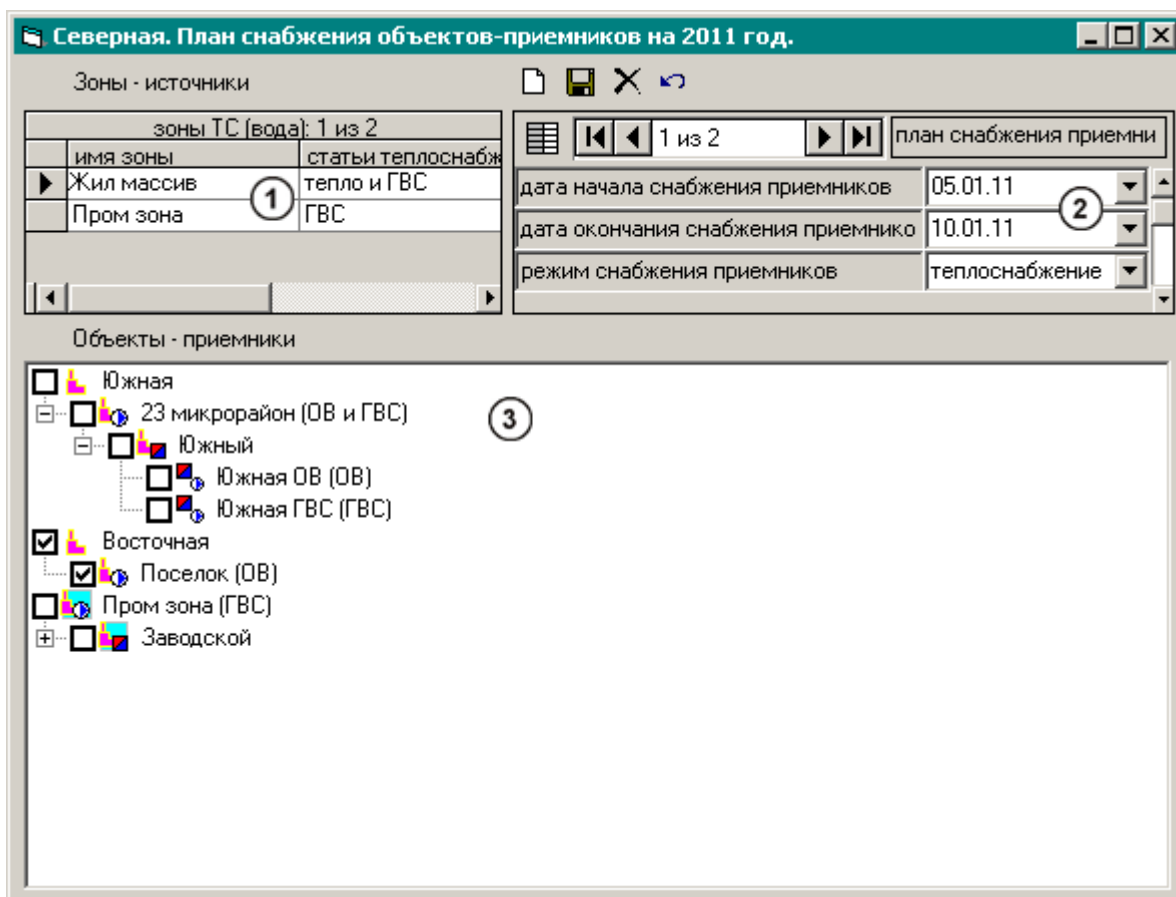 Северная. План снабжения объектов-приемников на 2011 год.
Зоны - источники
зоны ТС (вода): 1 из 2
имя зоны статьи теплоснабж
Жил массив тепло и ГВС
Пром зона ГВС
1
1 из 2 план снабжения приемни
дата начала снабжения приемников 05.01.11
дата окончания снабжения приемнико 10.01.11
режим снабжения приемников теплоснабжение
2
Объекты - приемники
Южная
23 микрорайон (ОВ и ГВС)
Южный
Южная ОВ (ОВ)
Южная ГВС (ГВС)
Восточная
Поселок (ОВ)
Пром зона (ГВС)
Заводской
3